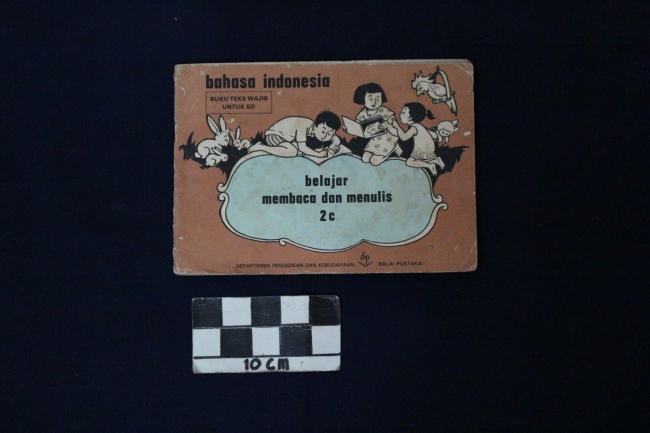 bahasa indonesia
BUKU TEKS WAJIB
UNTUK SD
belajar
membaca dan menulis
2c
DEPARTEMEN PENDIDIKAN DAN KEBUDAYAAN bp BALAI PUSTAKA
10 CM